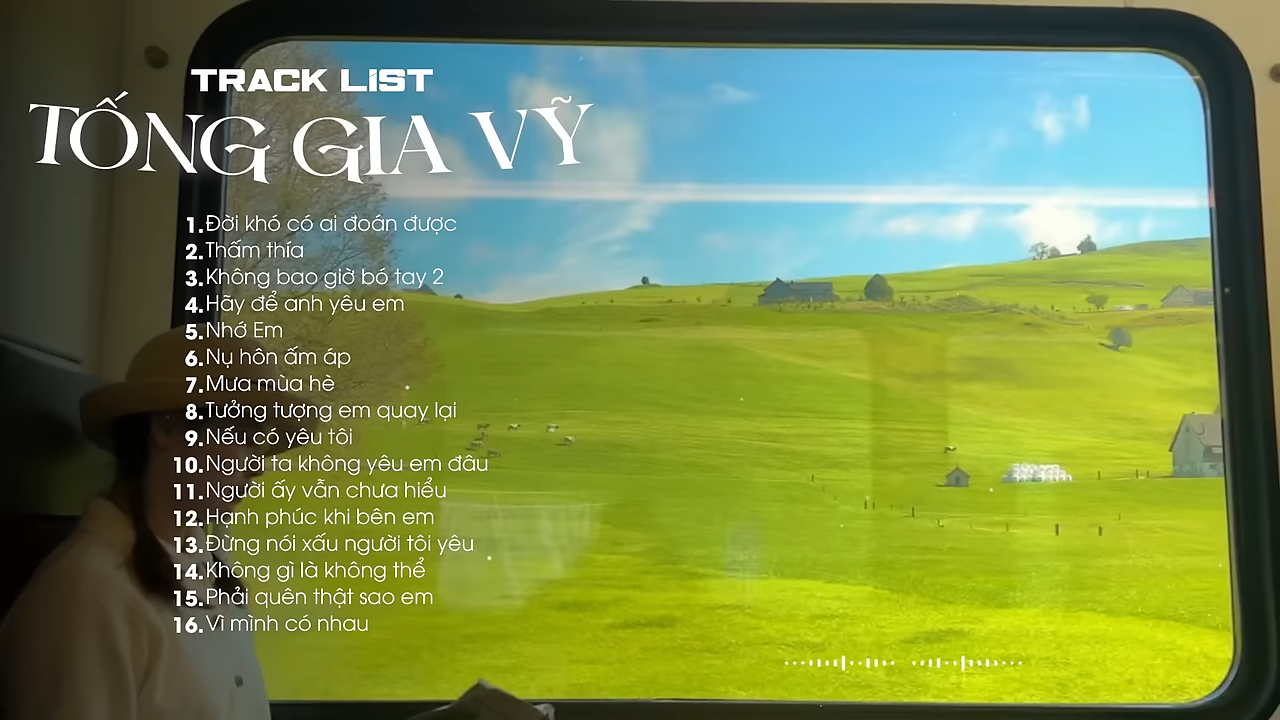 TRACK LIST
TỐNG GIA VỸ
1. Đời khó có ai đoán được
2. Thấm thía
3. Không bao giờ bó tay 2
4. Hãy để anh yêu em
5. Nhớ Em
6. Nụ hôn ấm áp
7. Mưa mùa hè
8. Tưởng tượng em quay lại
9. Nếu có yêu tôi
10. Người ta không yêu em đâu
11. Người ấy vẫn chưa hiểu
12. Hạnh phúc khi bên em
13. Đừng nói xấu người tôi yêu
14. Không gì là không thể
15. Phải quên thật sao em
16. Vì mình có nhau